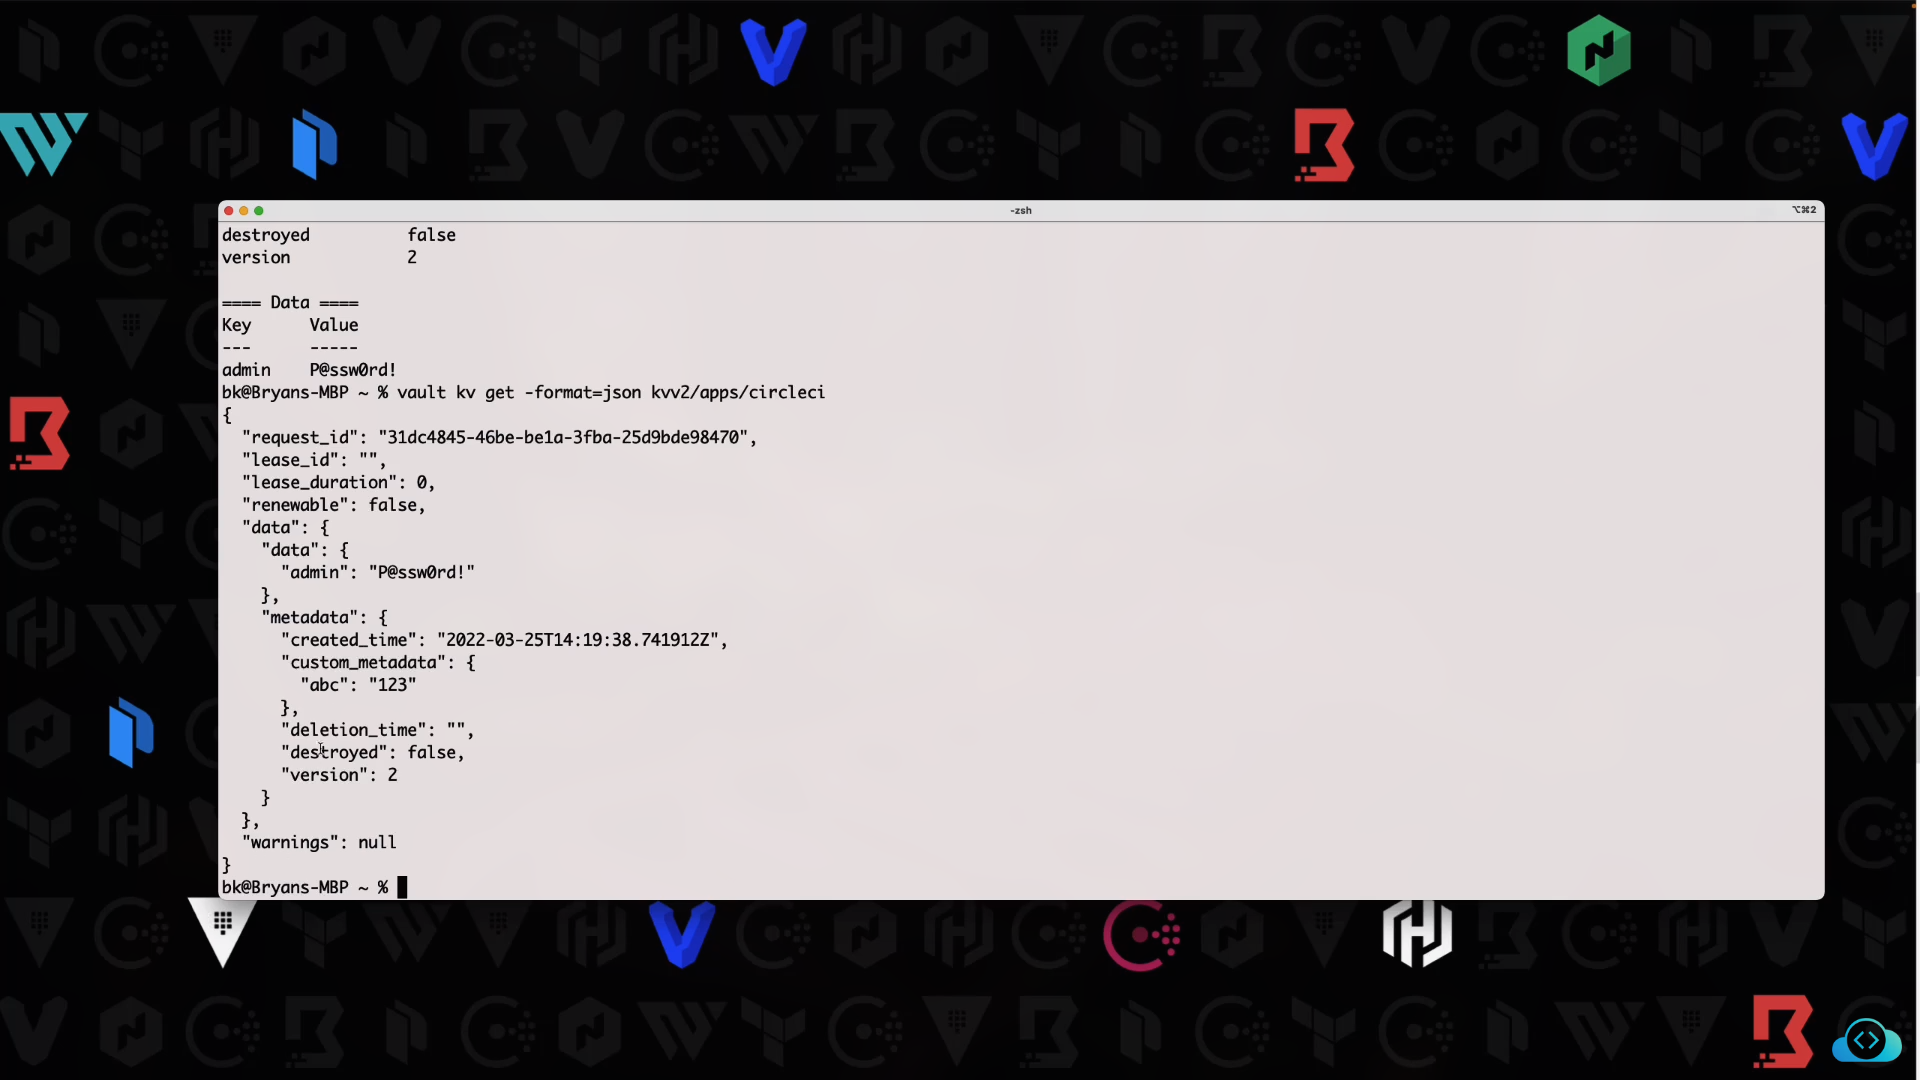 -zsh
⌥⌘2
destroyed          false
version            2
==== Data ====
Key      Value
---      -----
admin    P@ssw0rd!
bk@Bryans-MBP ~ % vault kv get -format=json kvv2/apps/circleci
{
  "request_id": "31dc4845-46be-be1a-3fba-25d9bde98470",
  "lease_id": "",
  "lease_duration": 0,
  "renewable": false,
  "data": {
    "data": {
      "admin": "P@ssw0rd!"
    },
    "metadata": {
      "created_time": "2022-03-25T14:19:38.741912Z",
      "custom_metadata": {
        "abc": "123"
      },
      "deletion_time": "",
      "destroyed": false,
      "version": 2
    }
  },
  "warnings": null
}
bk@Bryans-MBP ~ %